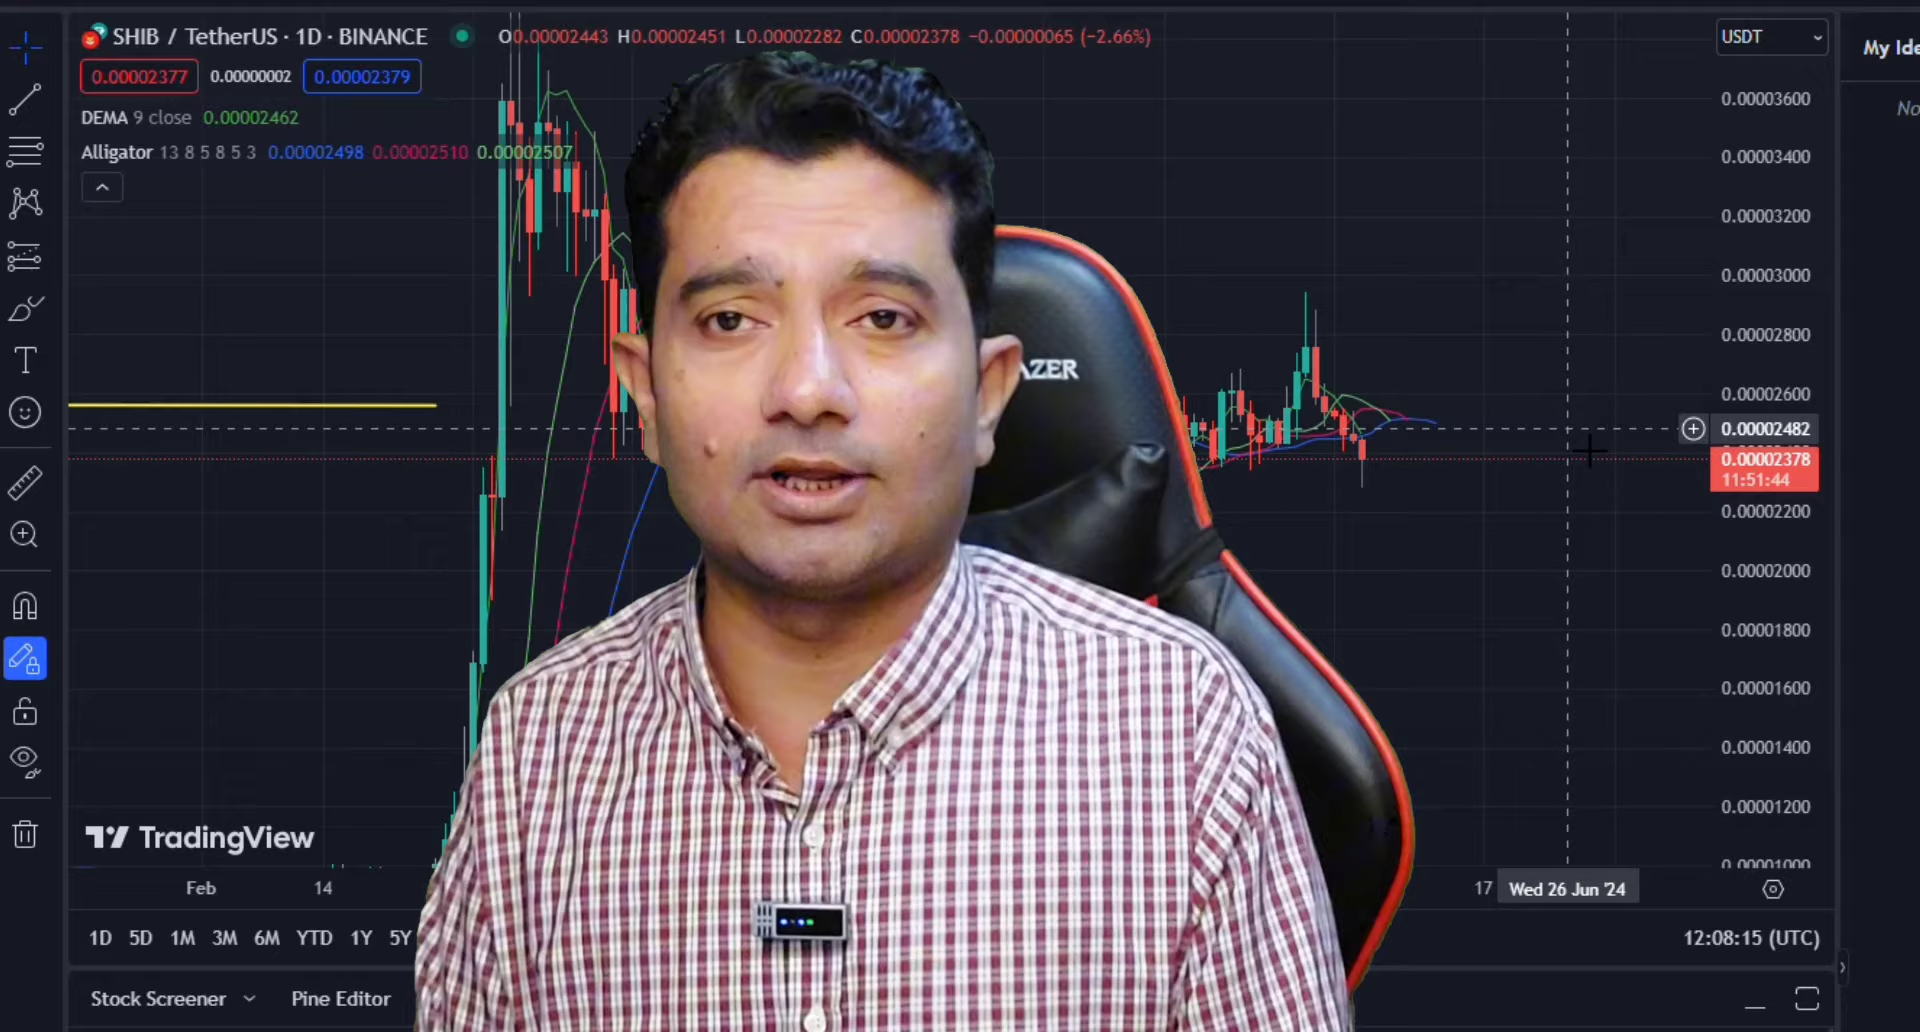 SHIB / TetherUS · 1D · BINANCE O0.00002443 H0.00002451 L0.00002282 C0.00002378 −0.00000065 (−2.66%)
USDT
0.00002377 0.00000002 0.00002379
DEMA 9 close 0.00002462
Alligator 13 8 5 8 5 3 0.00002498 0.00002510 0.00002507
0.00003600
0.00003400
0.00003200
0.00003000
0.00002800
0.00002600
0.00002482
0.00002378
11:51:44
0.00002200
0.00002000
0.00001800
0.00001600
0.00001400
0.00001200
0.00001000
T
AZER
TradingView
Feb 14 17 Wed 26 Jun '24
1D 5D 1M 3M 6M YTD 1Y 5Y
12:08:15 (UTC)
Stock Screener Pine Editor
My